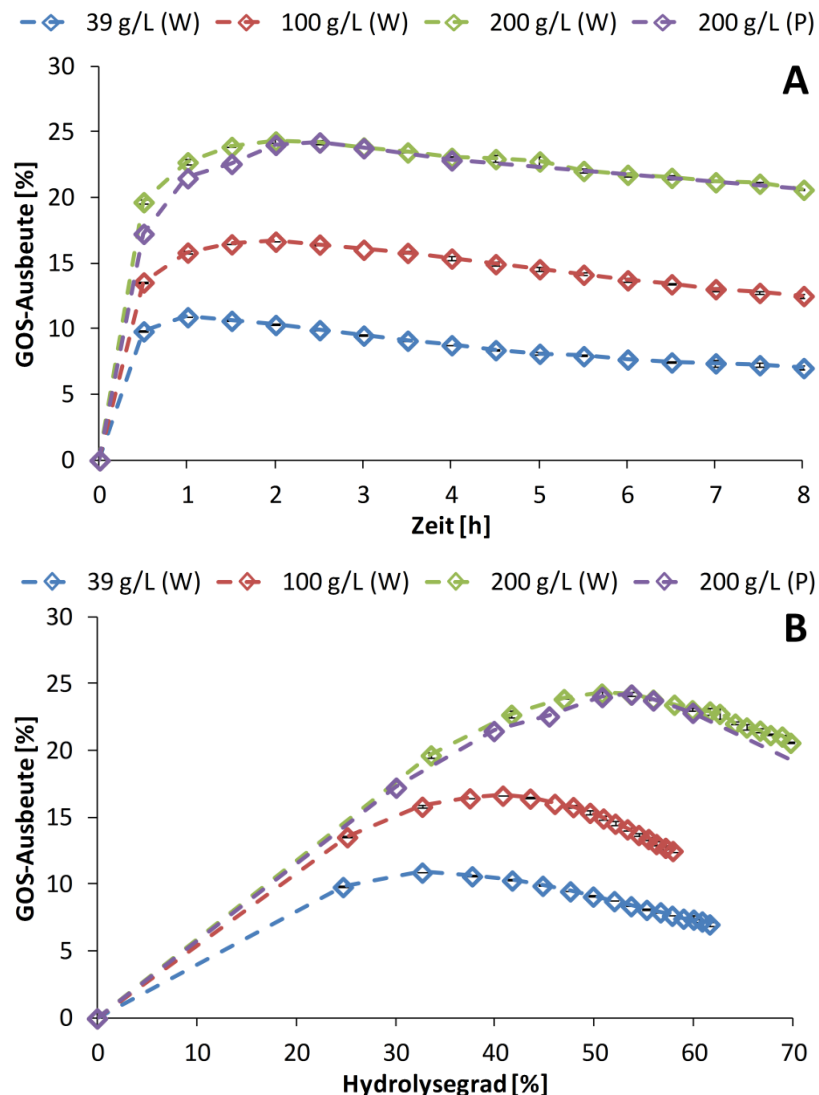 39 g/L (W) 100 g/L (W) 200 g/L (W) 200 g/L (P)
A
30
25
20
15
10
5
0
GOS-Ausbeute [%]
0 1 2 3 4 5 6 7 8
Zeit [h]
39 g/L (W) 100 g/L (W) 200 g/L (W) 200 g/L (P)
B
30
25
20
15
10
5
0
GOS-Ausbeute [%]
0 10 20 30 40 50 60 70
Hydrolysegrad [%]